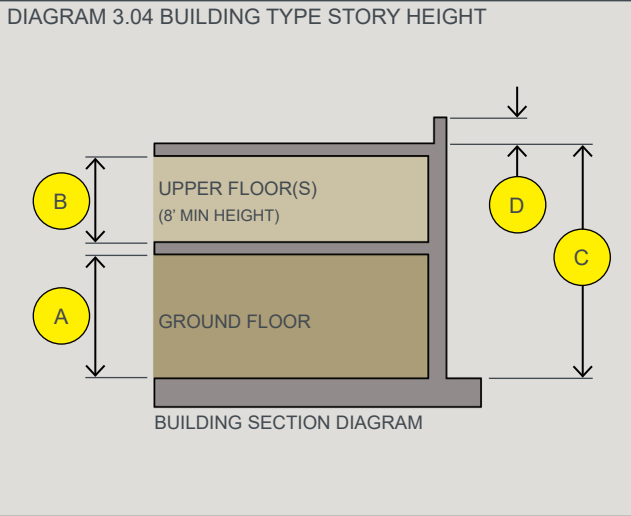 DIAGRAM 3.04 BUILDING TYPE STORY HEIGHT
B
UPPER FLOOR(S)
(8' MIN HEIGHT)
D
C
A
GROUND FLOOR
BUILDING SECTION DIAGRAM